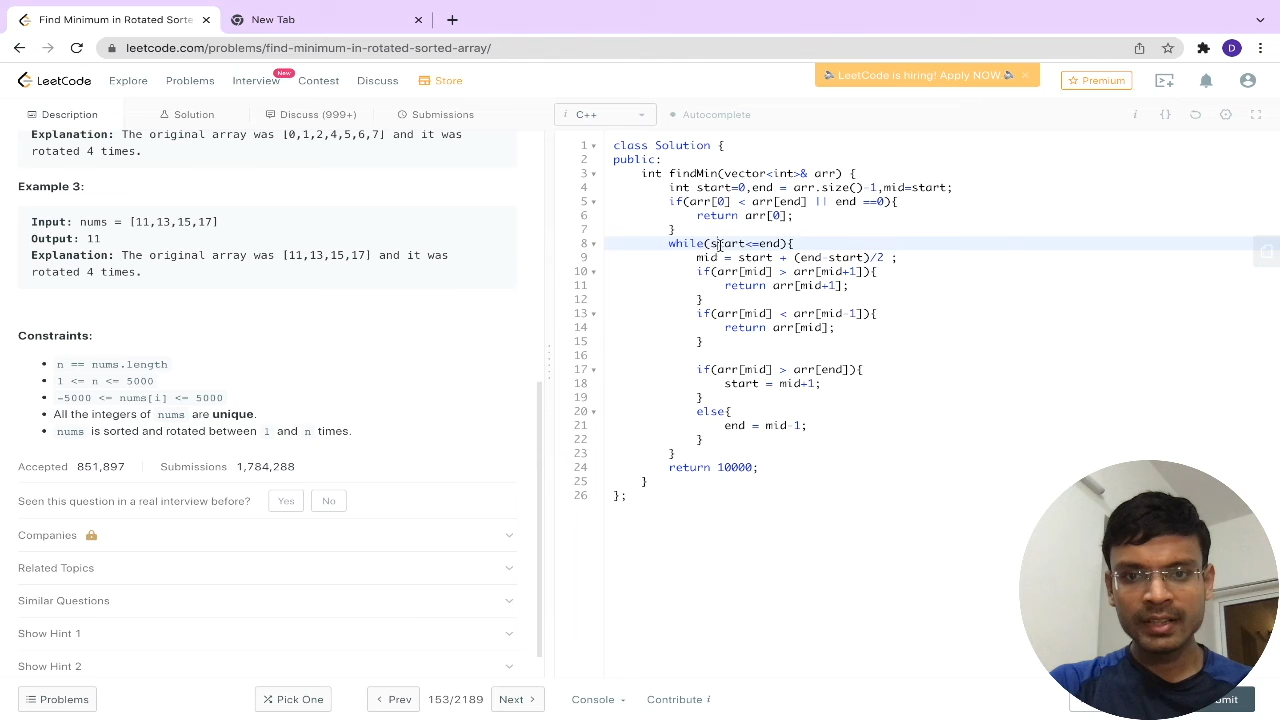 Find Minimum in Rotated Sorte
New Tab
leetcode.com/problems/find-minimum-in-rotated-sorted-array/
D
LeetCode Explore Problems Interview New Contest Discuss Store
LeetCode is hiring! Apply NOW
Premium
Description Solution Discuss (999+) Submissions
i C++ Autocomplete
Explanation: The original array was [0,1,2,4,5,6,7] and it was
rotated 4 times.
Example 3:
Input: nums = [11,13,15,17]
Output: 11
Explanation: The original array was [11,13,15,17] and it was
rotated 4 times.
Constraints:
n == nums.length
1 <= n <= 5000
-5000 <= nums[i] <= 5000
All the integers of nums are unique.
nums is sorted and rotated between 1 and n times.
Accepted 851,897 Submissions 1,784,288
Seen this question in a real interview before? Yes No
Companies
Related Topics
Similar Questions
Show Hint 1
Show Hint 2
Problems Pick One Prev 153/2189 Next
1 class Solution {
2 public:
3 int findMin(vector<int>& arr) {
4 int start=0,end = arr.size()-1,mid=start;
5 if(arr[0] < arr[end] || end ==0){
6 return arr[0];
7 }
8 while(start<=end){
9 mid = start + (end-start)/2 ;
10 if(arr[mid] > arr[mid+1]){
11 return arr[mid+1];
12 }
13 if(arr[mid] < arr[mid-1]){
14 return arr[mid];
15 }
16
17 if(arr[mid] > arr[end]){
18 start = mid+1;
19 }
20 else{
21 end = mid-1;
22 }
23 }
24 return 10000;
25 }
26 };
Console Contribute i